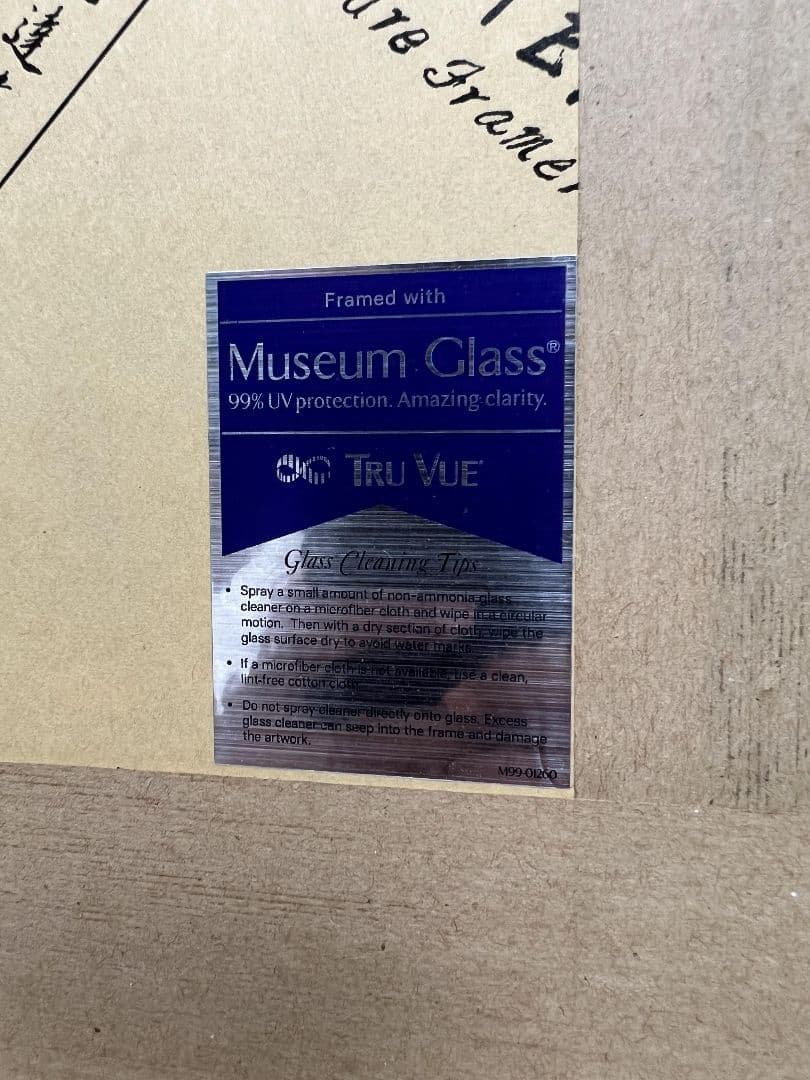 達
Framed with
Museum Glass®
99% UV protection. Amazing clarity.
TRU VUE
Glass Cleaning Tips
• Spray a small amount of non-ammonia glass
cleaner on a microfiber cloth and wipe in a circular
motion. Then with a dry section of cloth, wipe the
glass surface dry to avoid water marks.
• If a microfiber cloth is not available, use a clean,
lint-free cotton cloth.
• Do not spray cleaner directly onto glass. Excess
glass cleaner can seep into the frame and damage
the artwork.
M99-01260